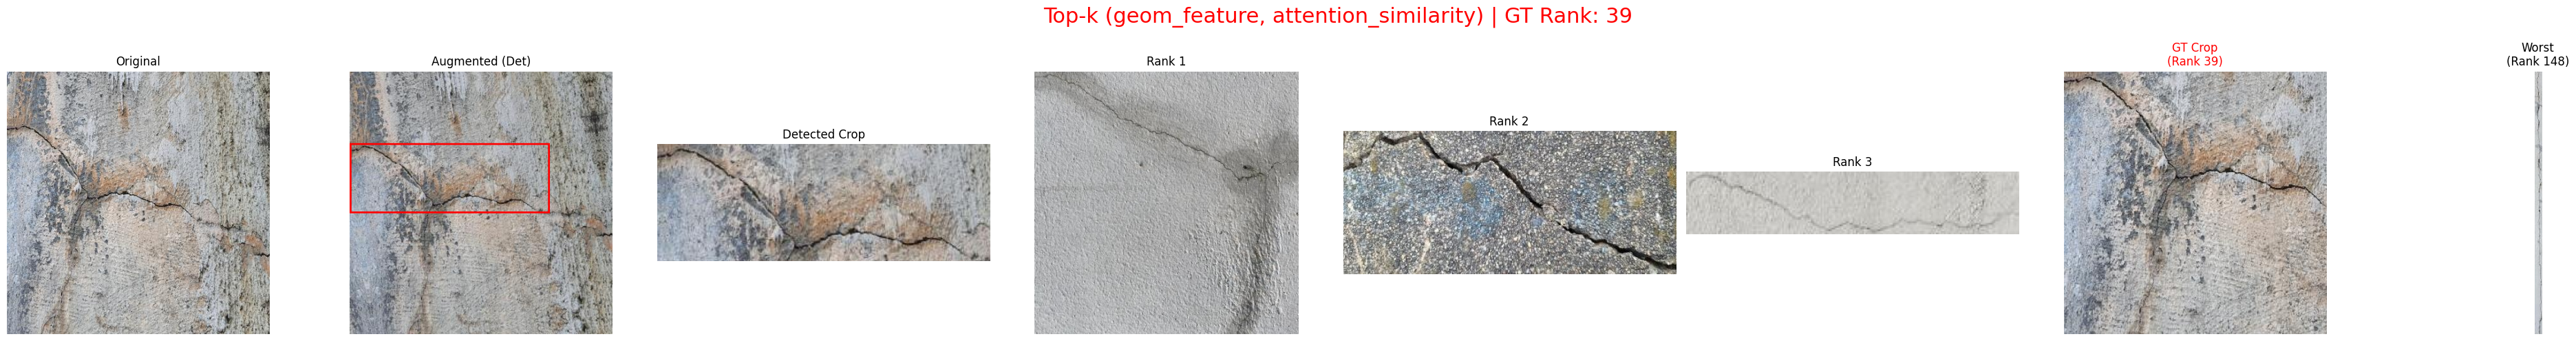 Top-k (geom_feature, attention_similarity) | GT Rank: 39
Original
Augmented (Det)
Detected Crop
Rank 1
Rank 2
Rank 3
GT Crop
(Rank 39)
Worst
(Rank 148)